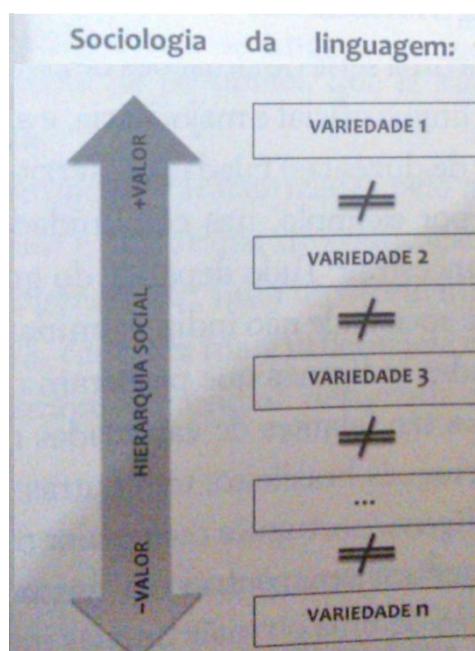 Sociologia da linguagem:
+VALOR
HIERARQUIA SOCIAL
–VALOR
VARIEDADE 1
≠
VARIEDADE 2
≠
VARIEDADE 3
≠
...
≠
VARIEDADE n